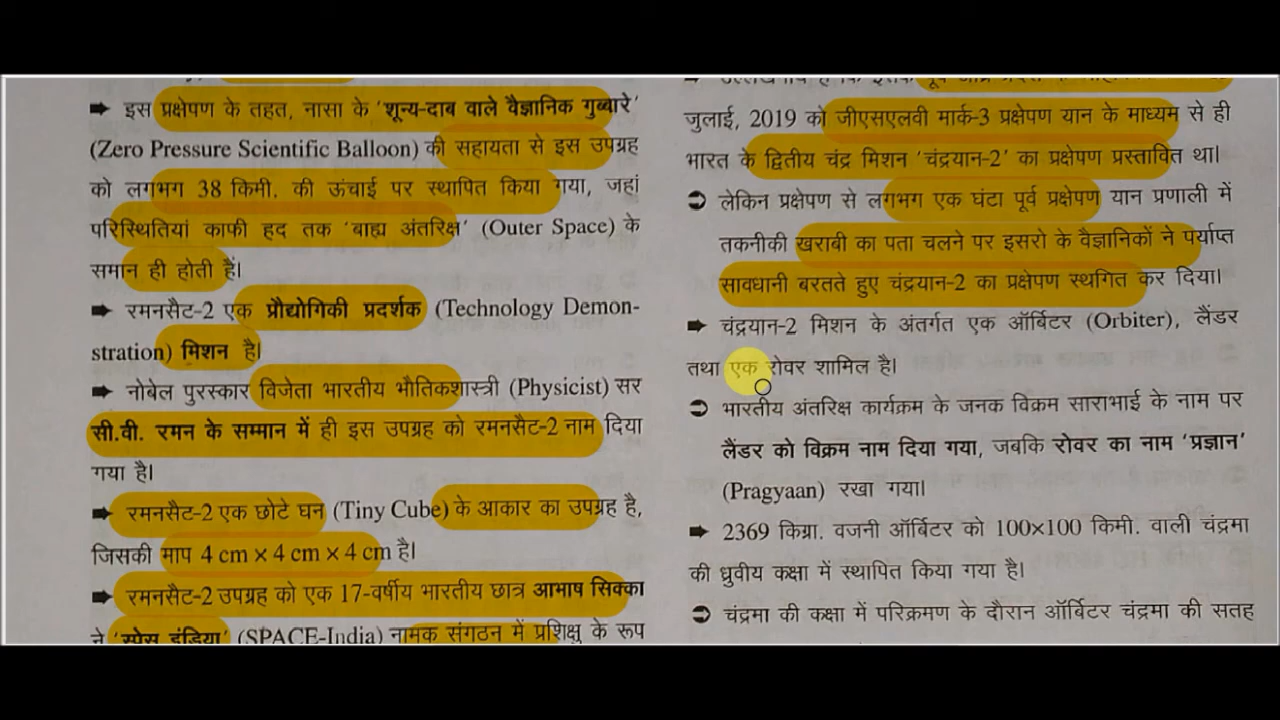 ➡ इस प्रक्षेपण के तहत, नासा के ‘शून्य-दाब वाले वैज्ञानिक गुब्बारे’
(Zero Pressure Scientific Balloon) की सहायता से इस उपग्रह
को लगभग 38 किमी. की ऊंचाई पर स्थापित किया गया, जहां
परिस्थितियां काफी हद तक ‘बाह्य अंतरिक्ष’ (Outer Space) के
समान ही होती हैं।
➡ रमनसैट-2 एक प्रौद्योगिकी प्रदर्शक (Technology Demon-
stration) मिशन है।
➡ नोबेल पुरस्कार विजेता भारतीय भौतिकशास्त्री (Physicist) सर
सी.वी. रमन के सम्मान में ही इस उपग्रह को रमनसैट-2 नाम दिया
गया है।
➡ रमनसैट-2 एक छोटे घन (Tiny Cube) के आकार का उपग्रह है,
जिसकी माप 4 cm × 4 cm × 4 cm है।
➡ रमनसैट-2 उपग्रह को एक 17-वर्षीय भारतीय छात्र आभाष सिक्का
ने ‘स्पेस इंडिया’ (SPACE-India) नामक संगठन में प्रशिक्षु के रूप
जुलाई, 2019 को जीएसएलवी मार्क-3 प्रक्षेपण यान के माध्यम से ही
भारत के द्वितीय चंद्र मिशन ‘चंद्रयान-2’ का प्रक्षेपण प्रस्तावित था।
➲ लेकिन प्रक्षेपण से लगभग एक घंटा पूर्व प्रक्षेपण यान प्रणाली में
तकनीकी खराबी का पता चलने पर इसरो के वैज्ञानिकों ने पर्याप्त
सावधानी बरतते हुए चंद्रयान-2 का प्रक्षेपण स्थगित कर दिया।
➡ चंद्रयान-2 मिशन के अंतर्गत एक ऑर्बिटर (Orbiter), लैंडर
तथा एक रोवर शामिल है।
➲ भारतीय अंतरिक्ष कार्यक्रम के जनक विक्रम साराभाई के नाम पर
लैंडर को विक्रम नाम दिया गया, जबकि रोवर का नाम ‘प्रज्ञान’
(Pragyaan) रखा गया।
➡ 2369 किग्रा. वजनी ऑर्बिटर को 100×100 किमी. वाली चंद्रमा
की ध्रुवीय कक्षा में स्थापित किया गया है।
➲ चंद्रमा की कक्षा में परिक्रमण के दौरान ऑर्बिटर चंद्रमा की सतह